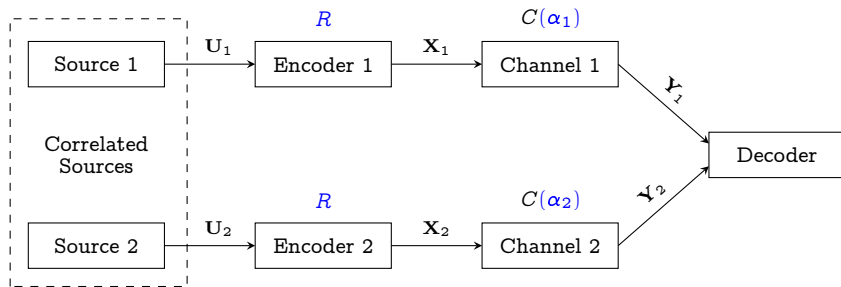 R
C(α₁)
Source 1
U₁
Encoder 1
X₁
Channel 1
Y₁
Correlated
Sources
Decoder
R
C(α₂)
Source 2
U₂
Encoder 2
X₂
Channel 2
Y₂